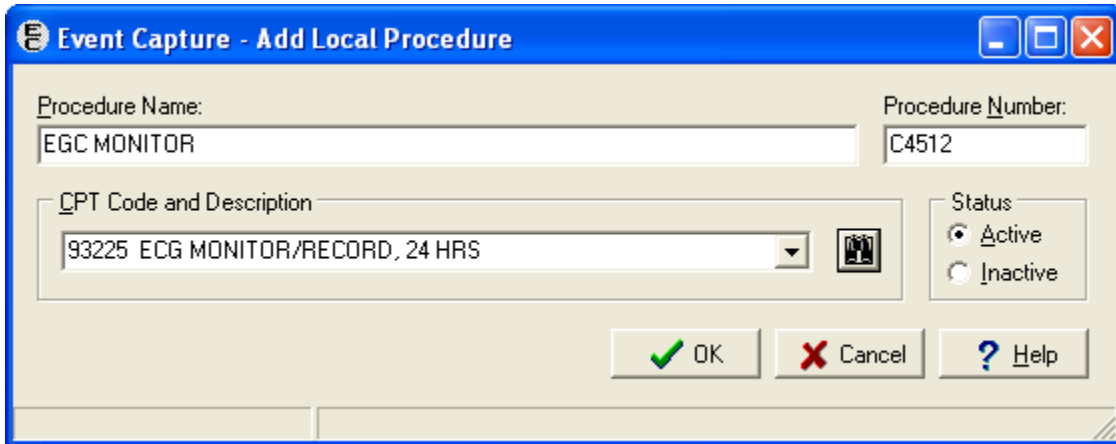 Event Capture - Add Local Procedure
Procedure Name:
Procedure Number:
EGC MONITOR
C4512
CPT Code and Description
Status
93225 ECG MONITOR/RECORD, 24 HRS
Active
Inactive
OK
Cancel
? Help